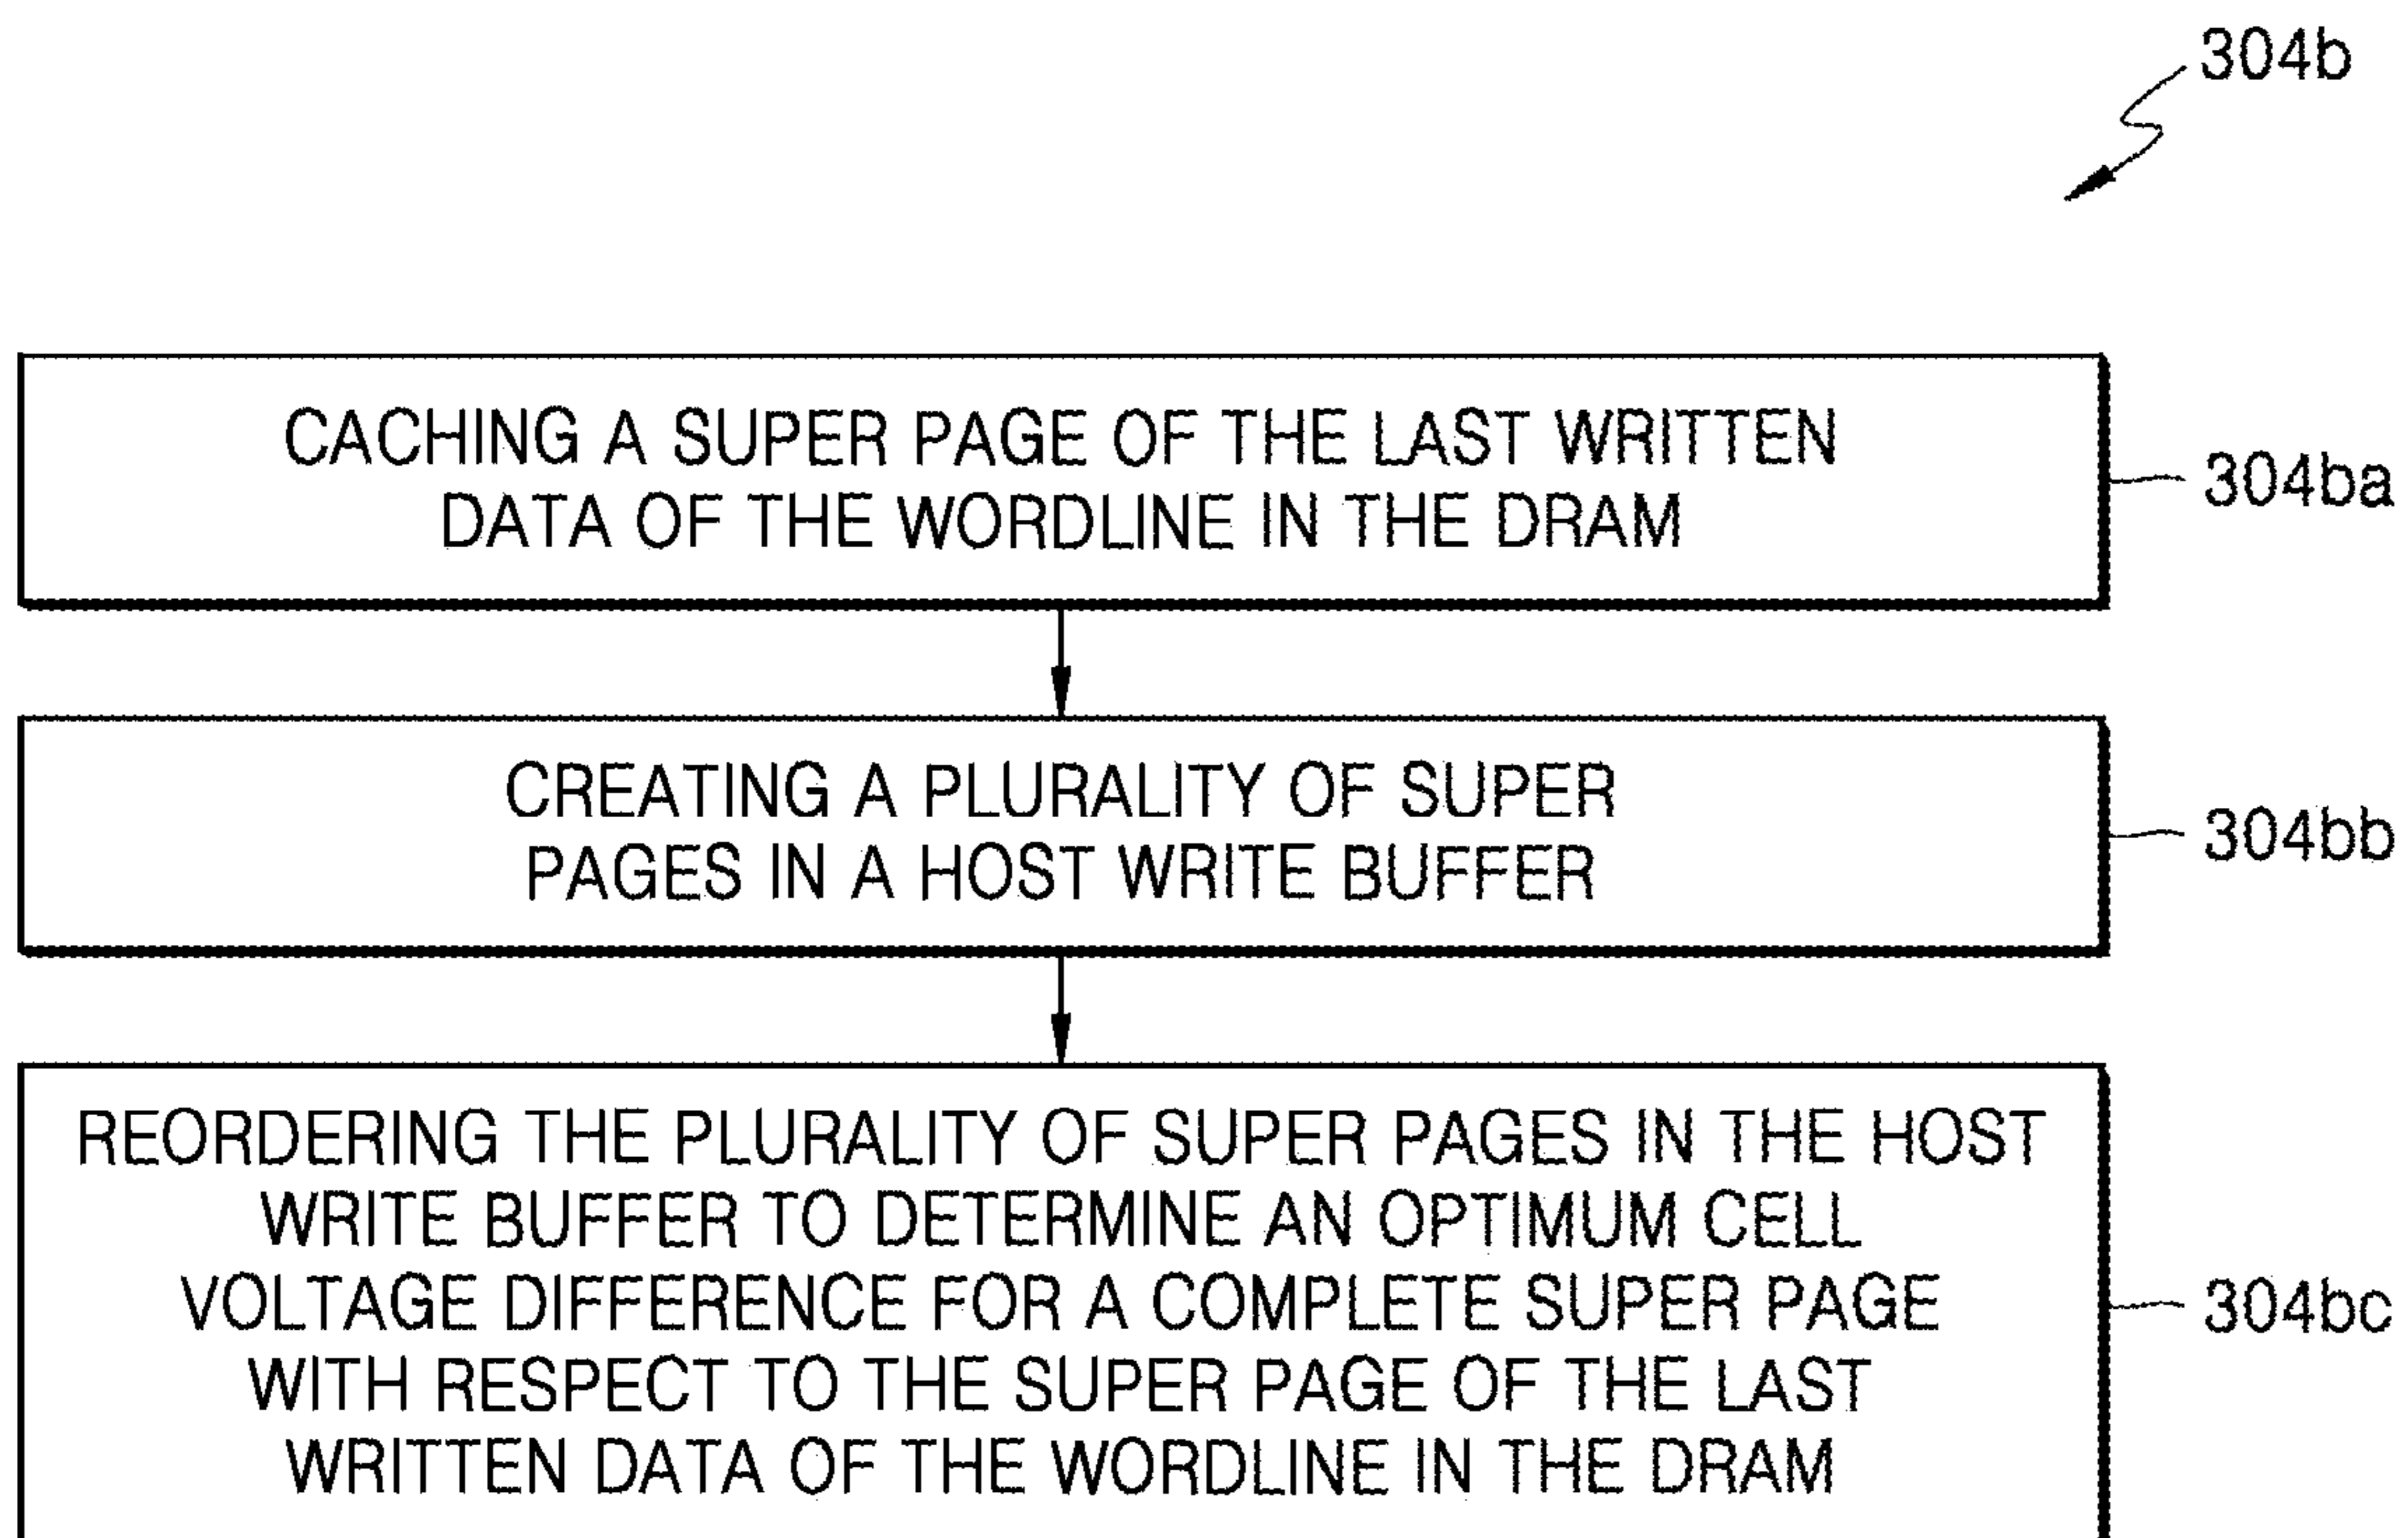 304b
CACHING A SUPER PAGE OF THE LAST WRITTEN
DATA OF THE WORDLINE IN THE DRAM
304ba
CREATING A PLURALITY OF SUPER
PAGES IN A HOST WRITE BUFFER
304bb
REORDERING THE PLURALITY OF SUPER PAGES IN THE HOST
WRITE BUFFER TO DETERMINE AN OPTIMUM CELL
VOLTAGE DIFFERENCE FOR A COMPLETE SUPER PAGE
WITH RESPECT TO THE SUPER PAGE OF THE LAST
WRITTEN DATA OF THE WORDLINE IN THE DRAM
304bc